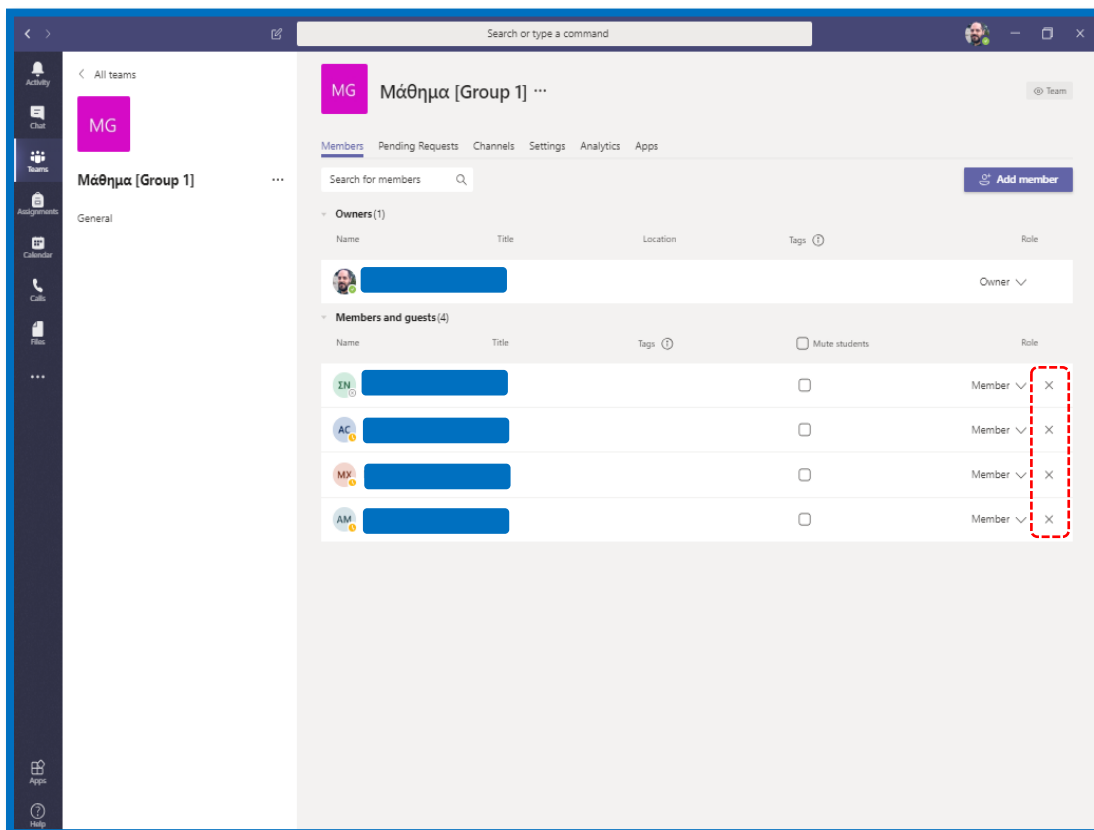 Search or type a command
Activity
Chat
Teams
Assignments
Calendar
Calls
Files
Apps
Help
All teams
MG
Μάθημα [Group 1] ...
General
MG
Μάθημα [Group 1] ...
Team
Members Pending Requests Channels Settings Analytics Apps
Search for members
Add member
Owners (1)
Name Title Location Tags Role
Owner
Members and guests (4)
Name Title Tags Mute students Role
ΣΝ Member
AC Member
MX Member
AM Member